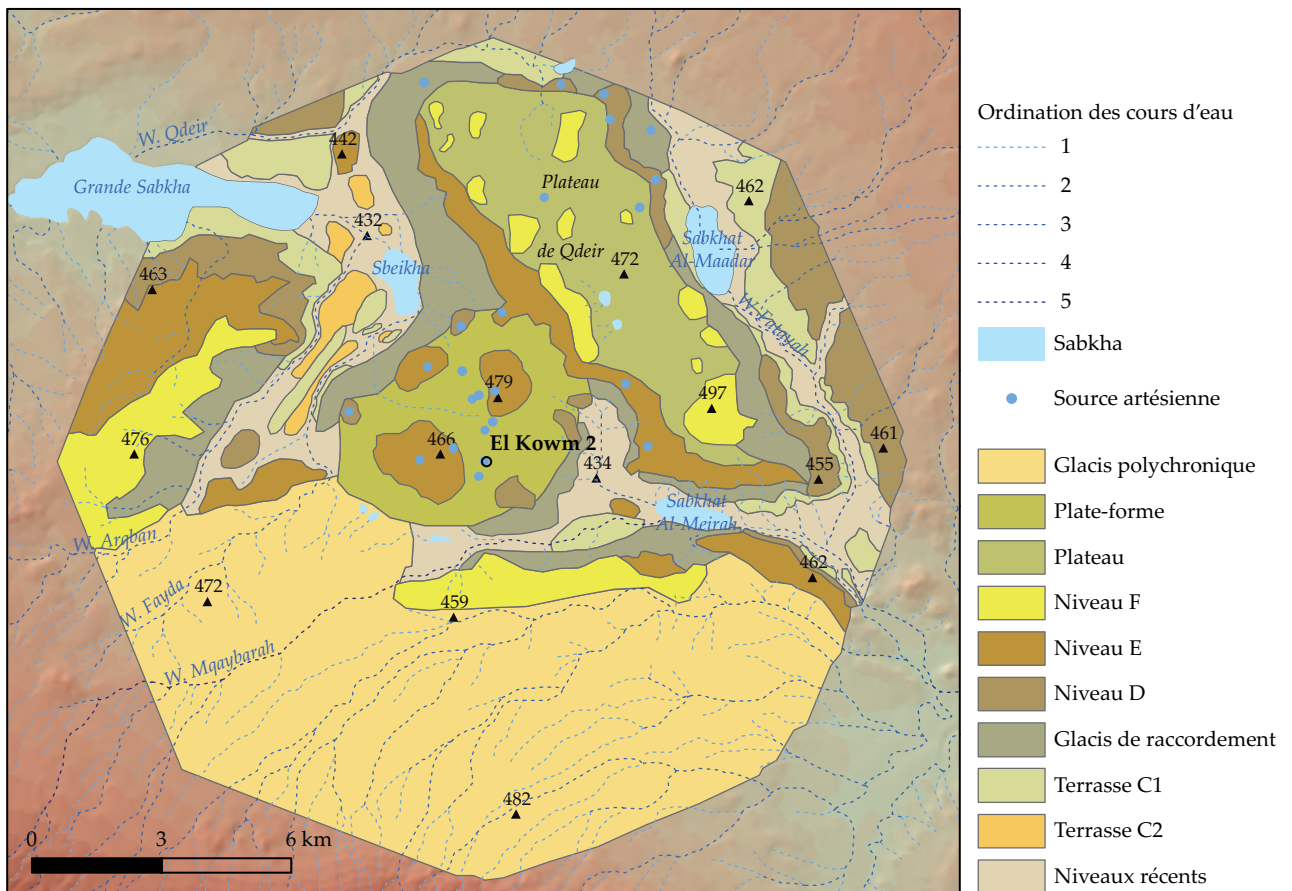 W. Qdeir
442
Grande Sabkha
Plateau
462
432
Sabkhat
Al-Maadar
de Qdeir
472
Sbeikha
463
W. Fatayah
479
497
476
466
El Kowm 2
461
434
455
Sabkhat
Al-Meirah
W. Arqban
472
W. Fayda
462
459
W. Mqaybarah
482
0
3
6 km
Ordination des cours d'eau
1
2
3
4
5
Sabkha
Source artésienne
Glacis polychronique
Plate-forme
Plateau
Niveau F
Niveau E
Niveau D
Glacis de raccordement
Terrasse C1
Terrasse C2
Niveaux récents